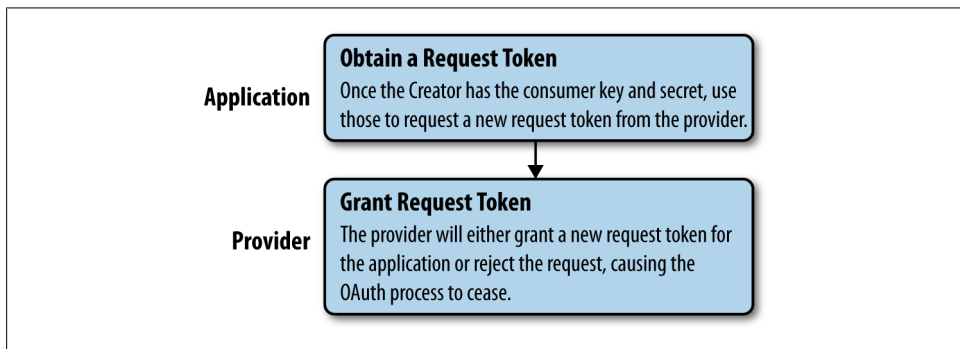 Application
Obtain a Request Token
Once the Creator has the consumer key and secret, use
those to request a new request token from the provider.
Provider
Grant Request Token
The provider will either grant a new request token for
the application or reject the request, causing the
OAuth process to cease.